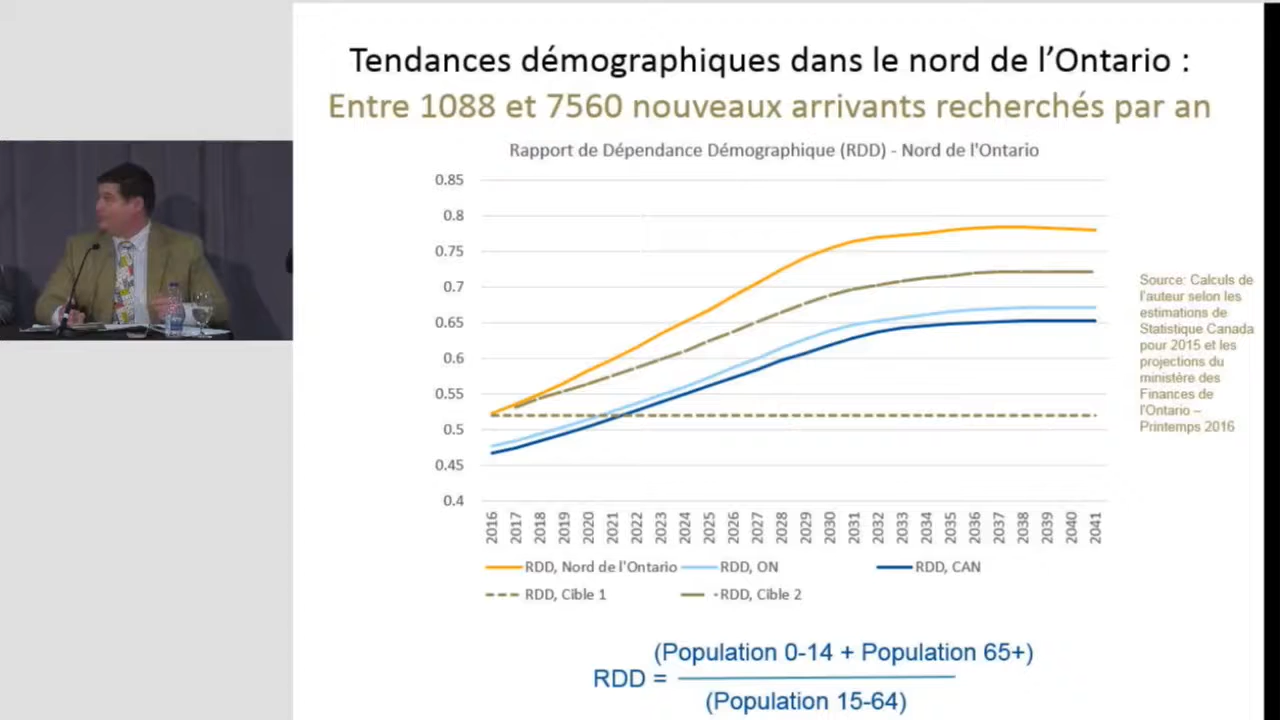 Tendances démographiques dans le nord de l'Ontario :
Entre 1088 et 7560 nouveaux arrivants recherchés par an
Rapport de Dépendance Démographique (RDD) - Nord de l'Ontario
0.85
0.8
0.75
0.7
0.65
0.6
0.55
0.5
0.45
0.4
2016 2017 2018 2019 2020 2021 2022 2023 2024 2025 2026 2027 2028 2029 2030 2031 2032 2033 2034 2035 2036 2037 2038 2039 2040 2041
RDD, Nord de l'Ontario RDD, ON RDD, CAN
RDD, Cible 1 RDD, Cible 2
Source: Calculs de
l'auteur selon les
estimations de
Statistique Canada
pour 2015 et les
projections du
ministère des
Finances de
l'Ontario –
Printemps 2016
(Population 0-14 + Population 65+)
RDD =
(Population 15-64)